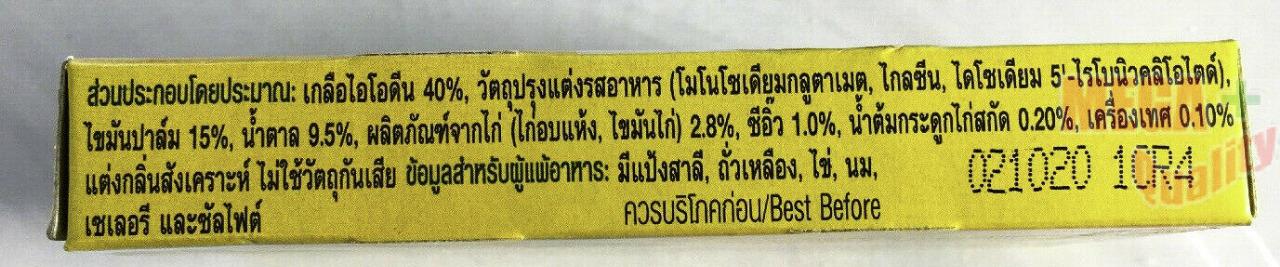 ส่วนประกอบโดยประมาณ: เกลือไอโอดีน 40%, วัตถุปรุงแต่งรสอาหาร (โมโนโซเดียมกลูตาเมต, ไกลซีน, ไดโซเดียม 5'-ไรโบนิวคลิโอไตด์),
ไขมันปาล์ม 15%, น้ำตาล 9.5%, ผลิตภัณฑ์จากไก่ (ไก่อบแห้ง, ไขมันไก่) 2.8%, ซีอิ๊ว 1.0%, น้ำต้มกระดูกไก่สกัด 0.20%, เครื่องเทศ 0.10%
แต่งกลิ่นสังเคราะห์ ไม่ใช้วัตถุกันเสีย ข้อมูลสำหรับผู้แพ้อาหาร: มีแป้งสาลี, ถั่วเหลือง, ไข่, นม,
เซเลอรี และซัลไฟต์
ควรบริโภคก่อน/Best Before
021020 10R4
MEGA
Quality